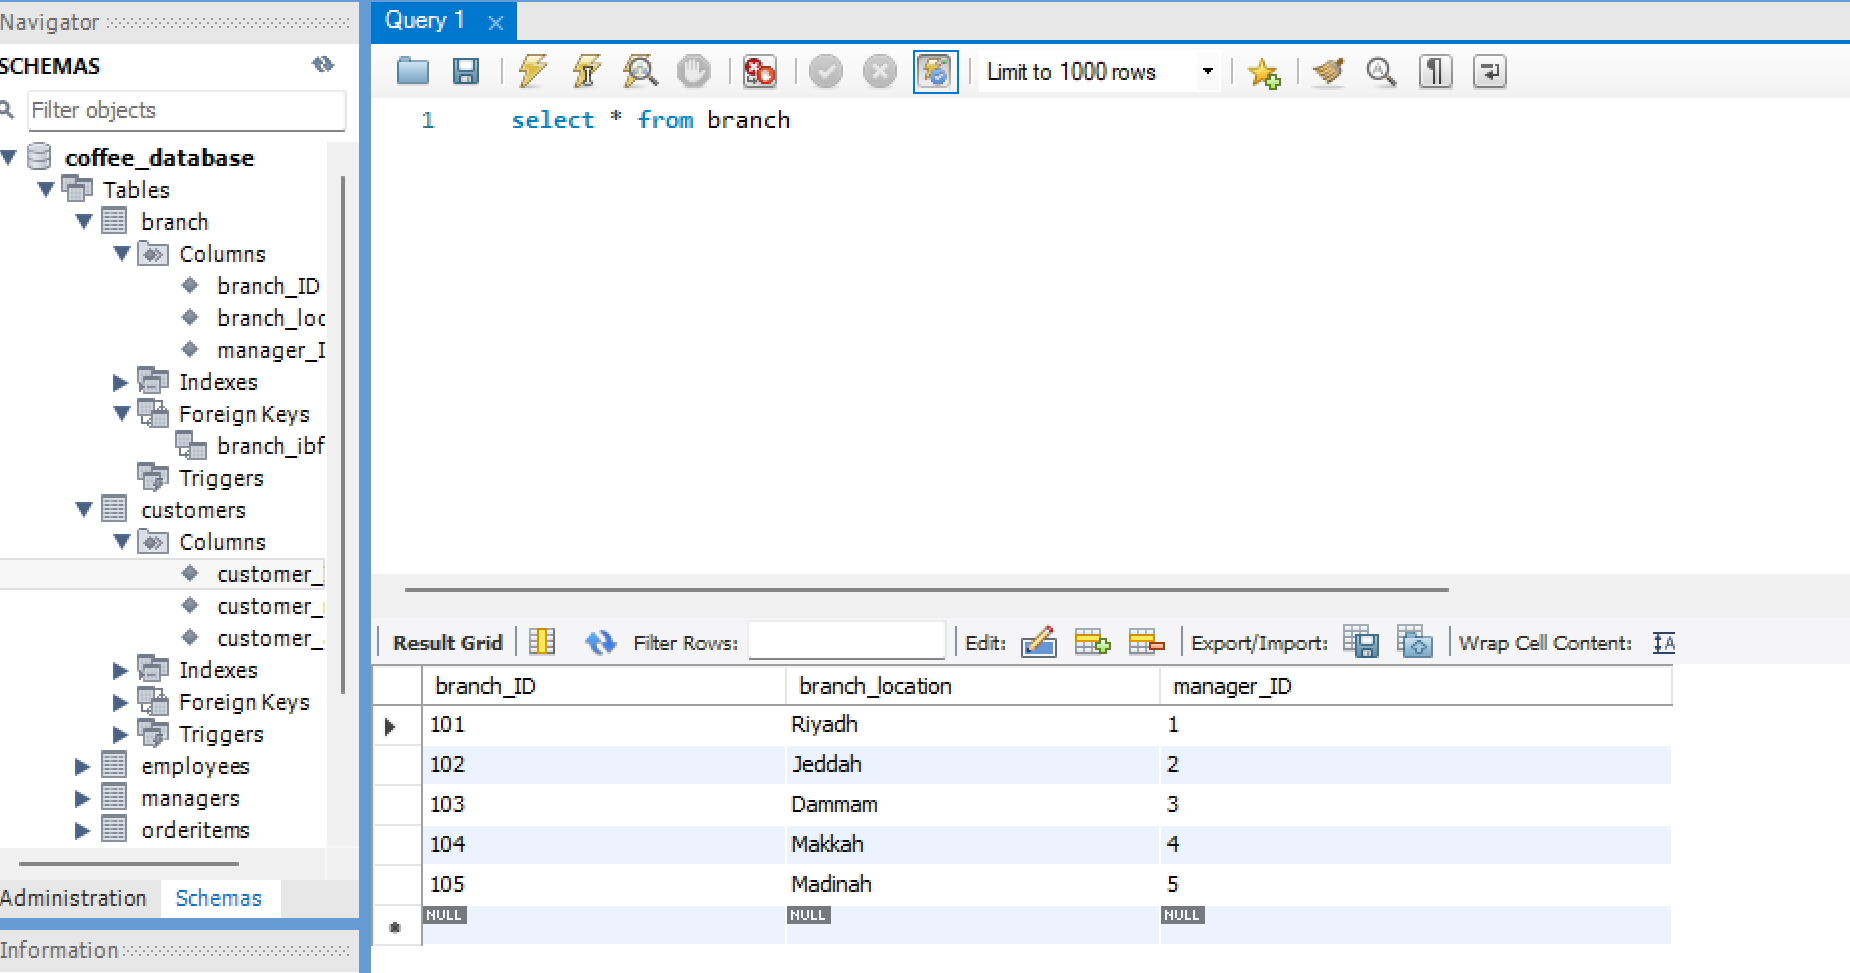 Navigator
SCHEMAS
Filter objects
coffee_database
Tables
branch
Columns
branch_ID
branch_loc
manager_I
Indexes
Foreign Keys
branch_ibf
Triggers
customers
Columns
customer_
customer_
customer_
Indexes
Foreign Keys
Triggers
employees
managers
orderitems
Administration Schemas
Information
Query 1
Limit to 1000 rows
1 select * from branch
Result Grid Filter Rows: Edit: Export/Import: Wrap Cell Content:
branch_ID branch_location manager_ID
101 Riyadh 1
102 Jeddah 2
103 Dammam 3
104 Makkah 4
105 Madinah 5
NULL NULL NULL